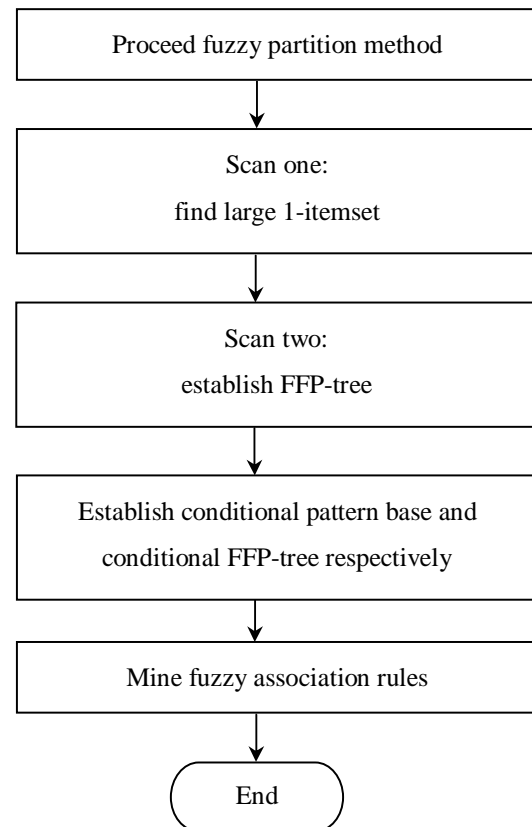 Proceed fuzzy partition method
Scan one:
find large 1-itemset
Scan two:
establish FFP-tree
Establish conditional pattern base and
conditional FFP-tree respectively
Mine fuzzy association rules
End